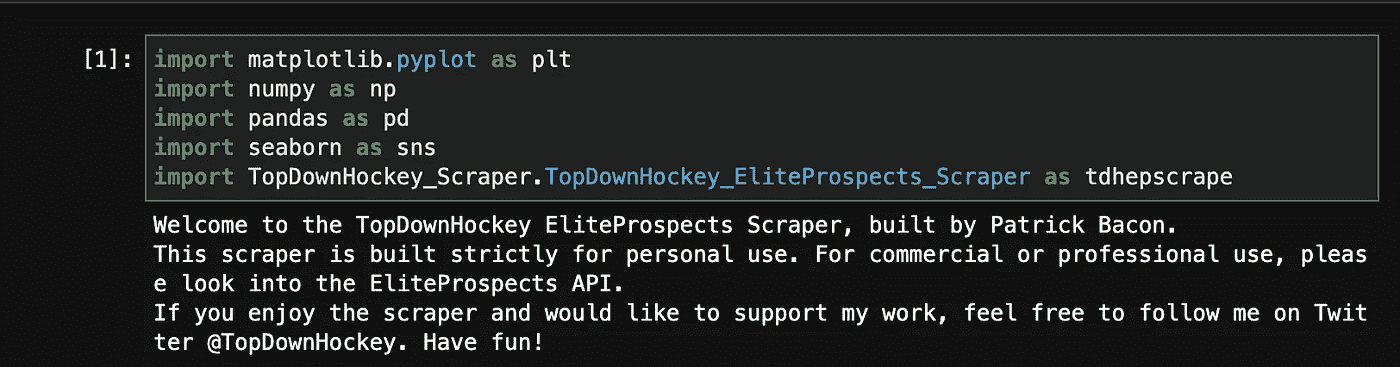 [1]: import matplotlib.pyplot as plt
import numpy as np
import pandas as pd
import seaborn as sns
import TopDownHockey_Scraper.TopDownHockey_EliteProspects_Scraper as tdhepscrape
Welcome to the TopDownHockey EliteProspects Scraper, built by Patrick Bacon.
This scraper is built strictly for personal use. For commercial or professional use, pleas
e look into the EliteProspects API.
If you enjoy the scraper and would like to support my work, feel free to follow me on Twit
ter @TopDownHockey. Have fun!